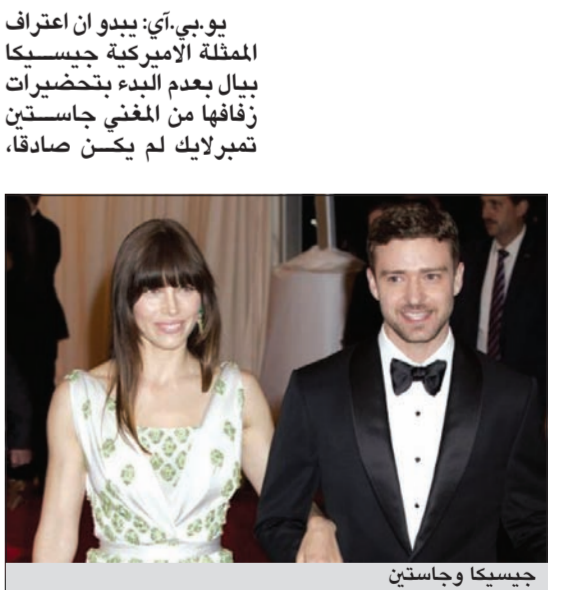 يو.بي.آي: يبدو ان اعتراف
الممثلة الاميركية جيسيكا
بيال بعدم البدء بتحضيرات
زفافها من المغني جاستين
تمبرلايك لم يكن صادقا،
جيسيكا وجاستين